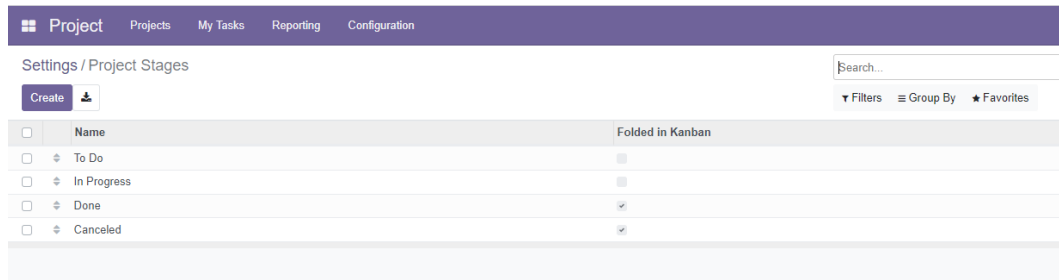 Project Projects My Tasks Reporting Configuration
Settings / Project Stages
Search...
Create
Filters Group By Favorites
Name Folded in Kanban
To Do
In Progress
Done
Canceled